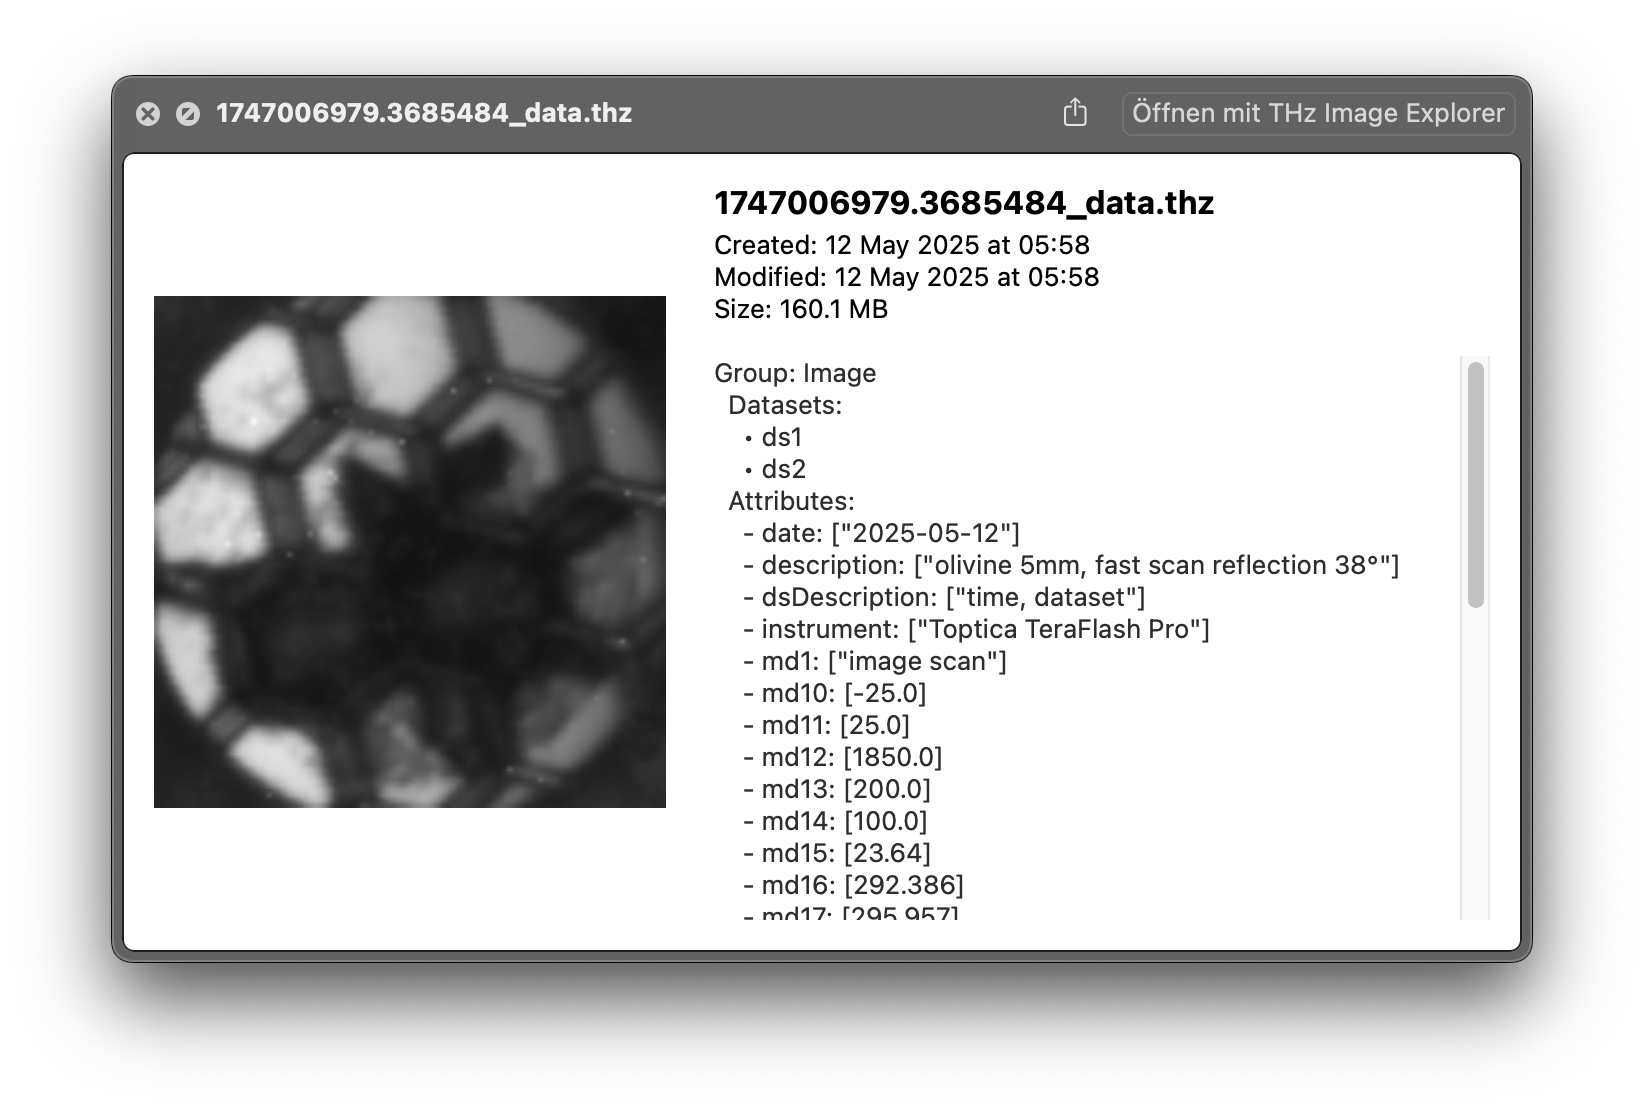 1747006979.3685484_data.thz
Öffnen mit THz Image Explorer
1747006979.3685484_data.thz
Created: 12 May 2025 at 05:58
Modified: 12 May 2025 at 05:58
Size: 160.1 MB
Group: Image
Datasets:
• ds1
• ds2
Attributes:
- date: ["2025-05-12"]
- description: ["olivine 5mm, fast scan reflection 38°"]
- dsDescription: ["time, dataset"]
- instrument: ["Toptica TeraFlash Pro"]
- md1: ["image scan"]
- md10: [-25.0]
- md11: [25.0]
- md12: [1850.0]
- md13: [200.0]
- md14: [100.0]
- md15: [23.64]
- md16: [292.386]
- md17: [295.957]